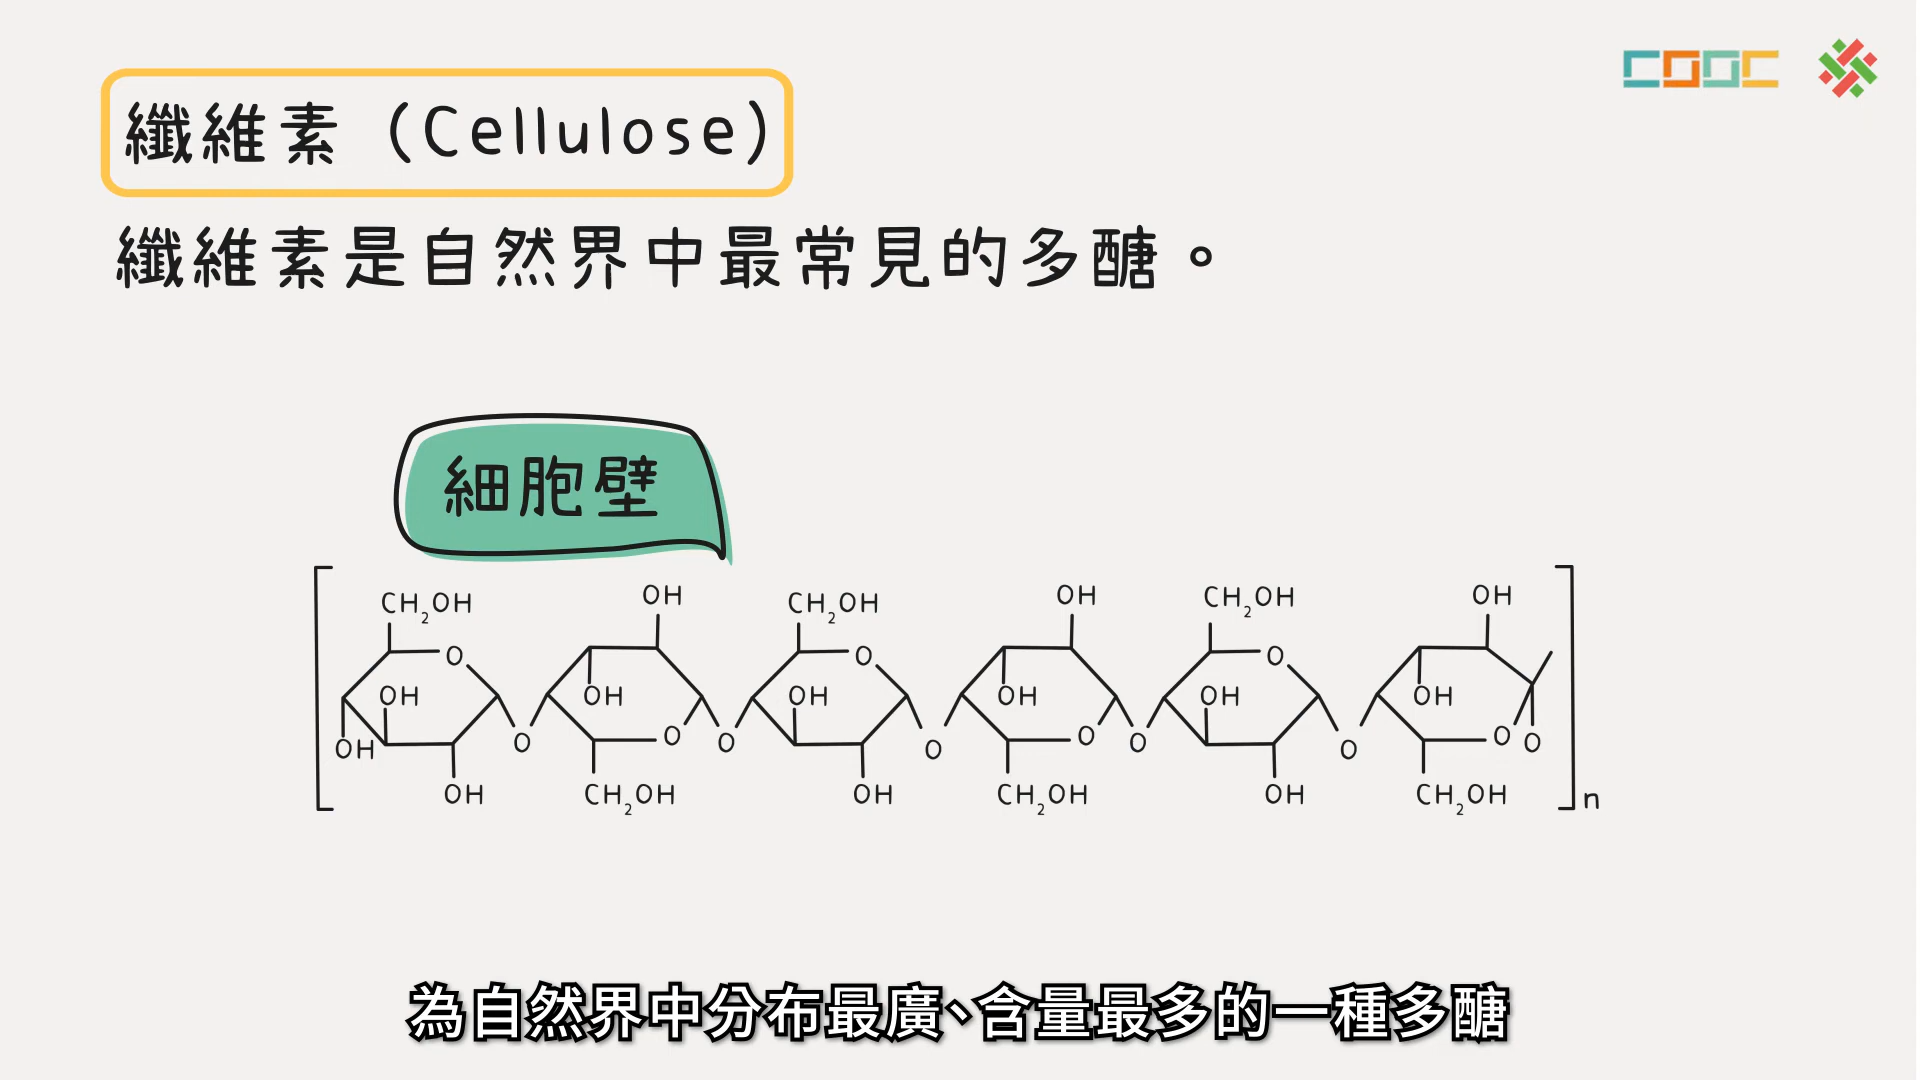 COOC
纖維素（Cellulose）
纖維素是自然界中最常見的多醣。
細胞壁
CH2OH OH CH2OH OH CH2OH OH
O O O
OH OH OH OH OH OH
OH O O O O O O O O O
OH CH2OH OH CH2OH OH CH2OH n
為自然界中分布最廣、含量最多的一種多醣